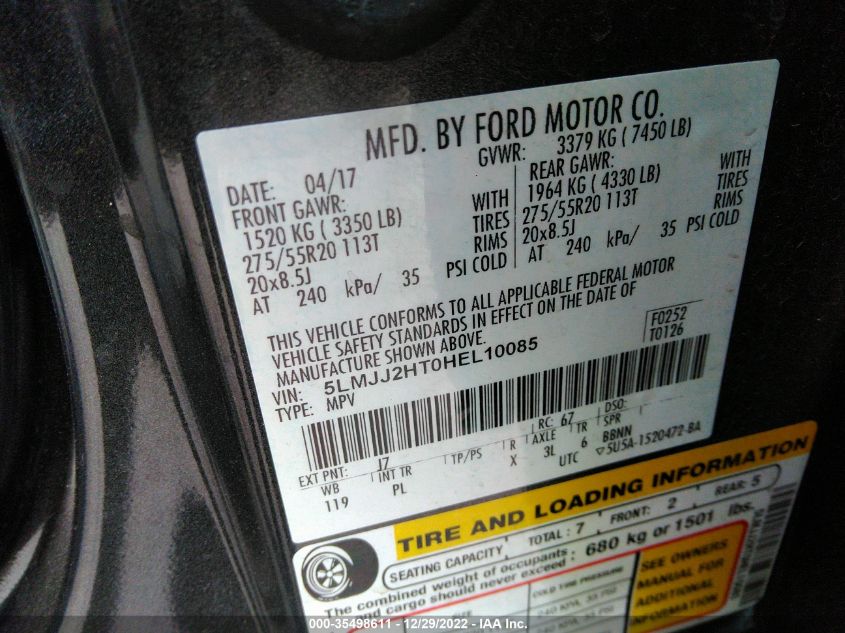 MFD. BY FORD MOTOR CO.
DATE: 04/17
GVWR: 3379 KG ( 7450 LB)
FRONT GAWR:
1520 KG ( 3350 LB) WITH
275/55R20 113T TIRES
20x8.5J RIMS
AT 240 kPa/ 35 PSI COLD
REAR GAWR:
1964 KG ( 4330 LB) WITH
275/55R20 113T TIRES
20x8.5J RIMS
AT 240 kPa/ 35 PSI COLD
THIS VEHICLE CONFORMS TO ALL APPLICABLE FEDERAL MOTOR
VEHICLE SAFETY STANDARDS IN EFFECT ON THE DATE OF
MANUFACTURE SHOWN ABOVE.
F0252
T0126
VIN: 5LMJJ2HT0HEL10085
TYPE: MPV
EXT PNT: J7 RC: 67 DSO:
WB INT TR TP/PS R AXLE TR SPR
119 PL X 3L 6 BBNN
UTC ▽5U5A-1520472-BA
TIRE AND LOADING INFORMATION
SEATING CAPACITY TOTAL : 7 FRONT: 2 REAR: 5
The combined weight of occupants
and cargo should never exceed : 680 kg or 1501 lbs.
COLD TIRE PRESSURE
SEE OWNERS
MANUAL FOR
ADDITIONAL
INFORMATION
000-35498611 - 12/29/2022 - IAA Inc.